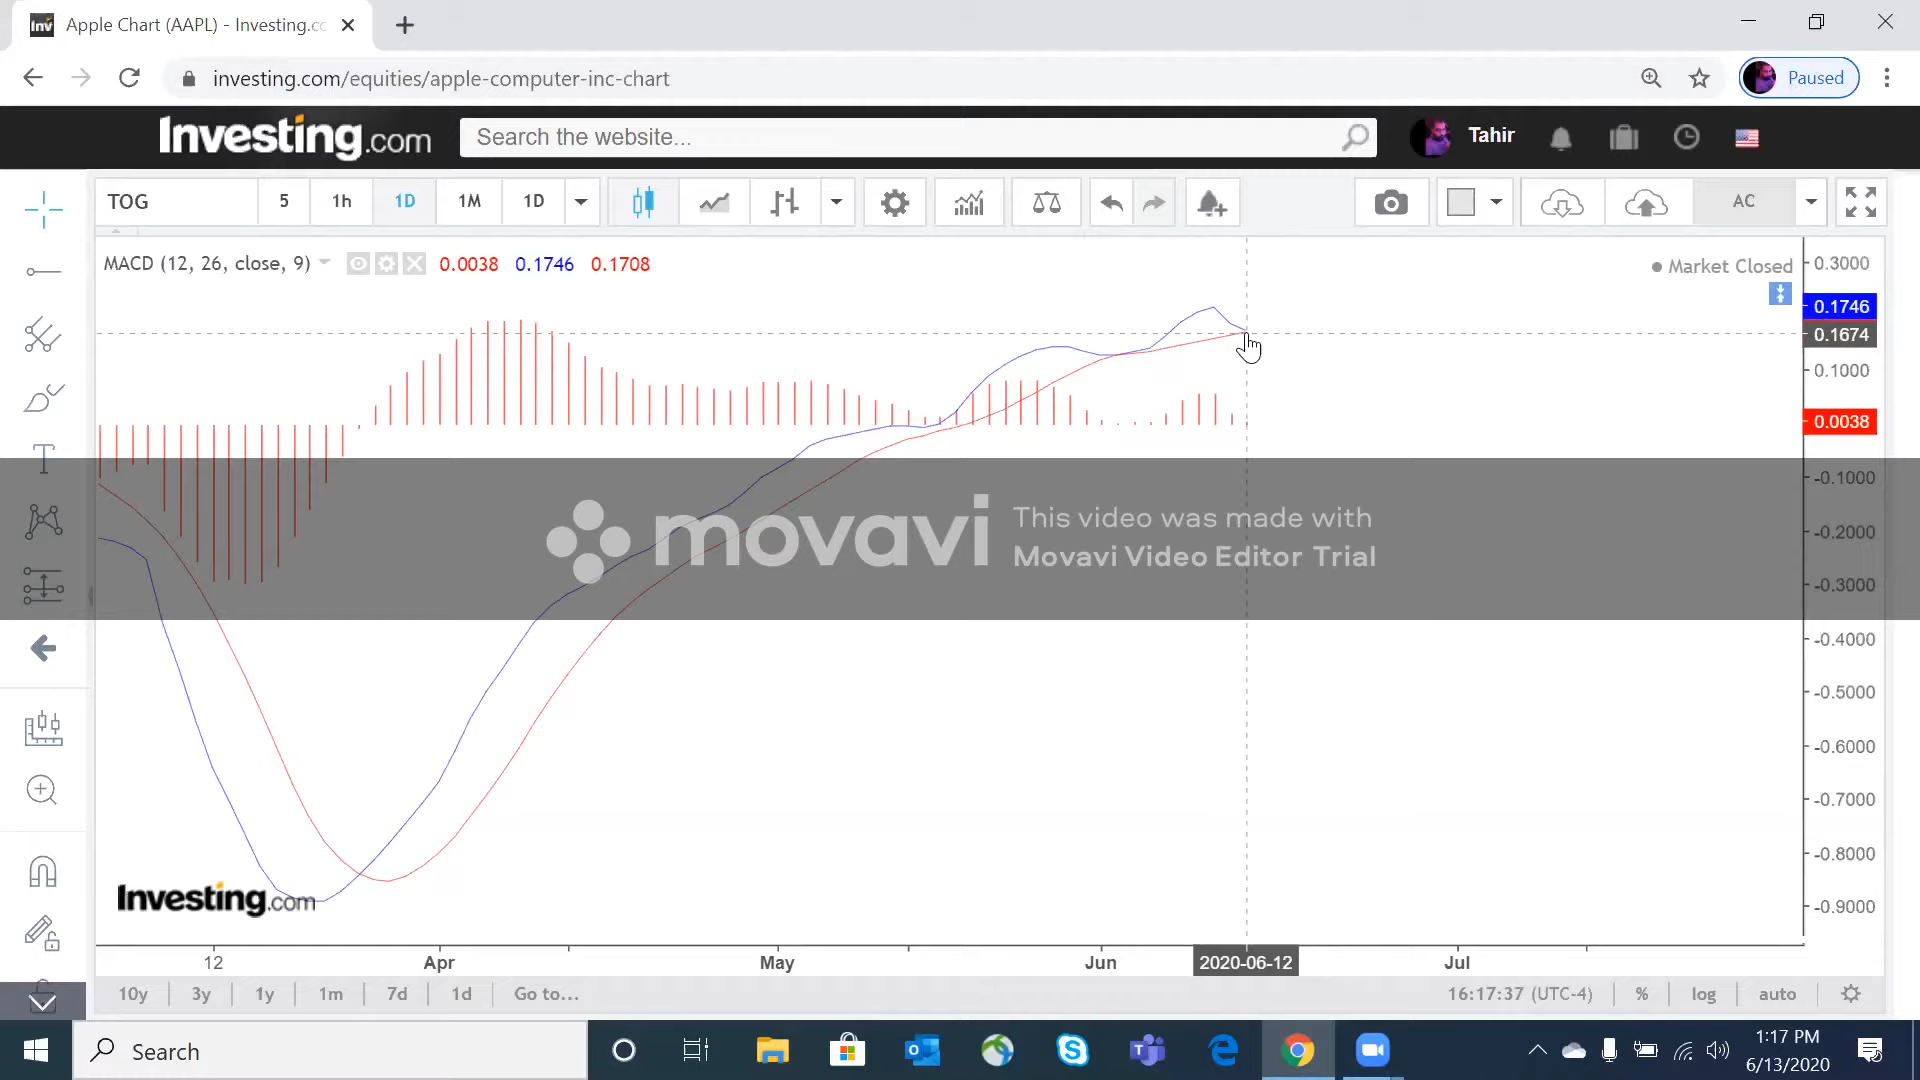 Inv Apple Chart (AAPL) - Investing.co
investing.com/equities/apple-computer-inc-chart
Paused
Investing.com
Search the website...
Tahir
TOG
5
1h
1D
1M
1D
AC
MACD (12, 26, close, 9)
0.0038
0.1746
0.1708
Market Closed
0.3000
0.1746
0.1674
0.1000
0.0038
-0.1000
-0.2000
-0.3000
-0.4000
-0.5000
-0.6000
-0.7000
-0.8000
-0.9000
T
movavi
This video was made with
Movavi Video Editor Trial
Investing.com
12
Apr
May
Jun
2020-06-12
Jul
10y
3y
1y
1m
7d
1d
Go to...
16:17:37 (UTC-4)
%
log
auto
Search
1:17 PM
6/13/2020